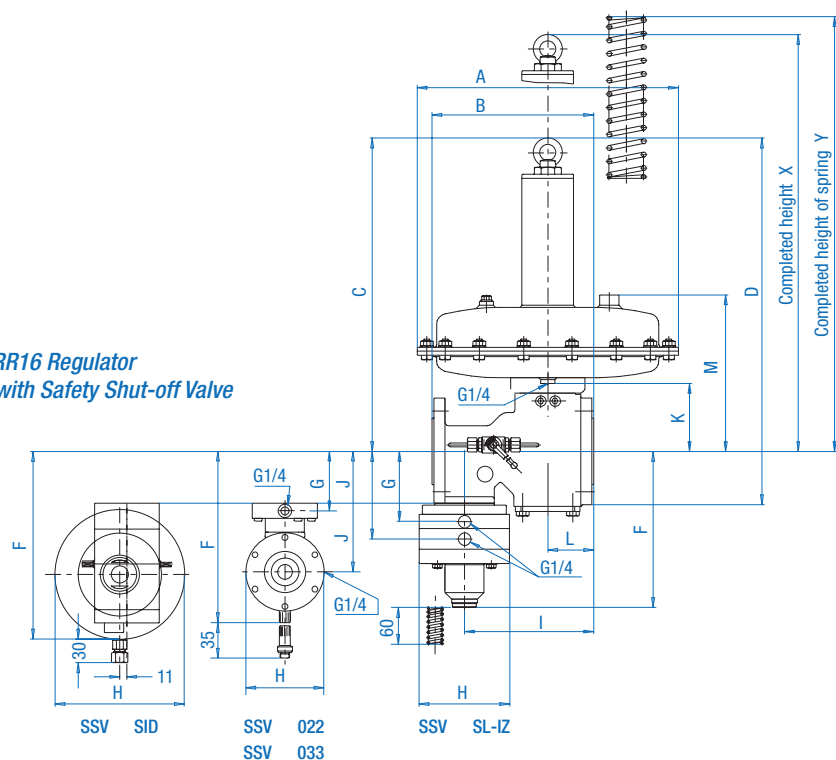 A
B
C
D
Completed height X
Completed height of spring Y
RR16 Regulator
with Safety Shut-off Valve
G1/4
M
K
F
F
G
J
G1/4
J
G
F
L
G1/4
G1/4
I
60
35
30
11
H
H
H
SSV SID
SSV 022
SSV 033
SSV SL-IZ